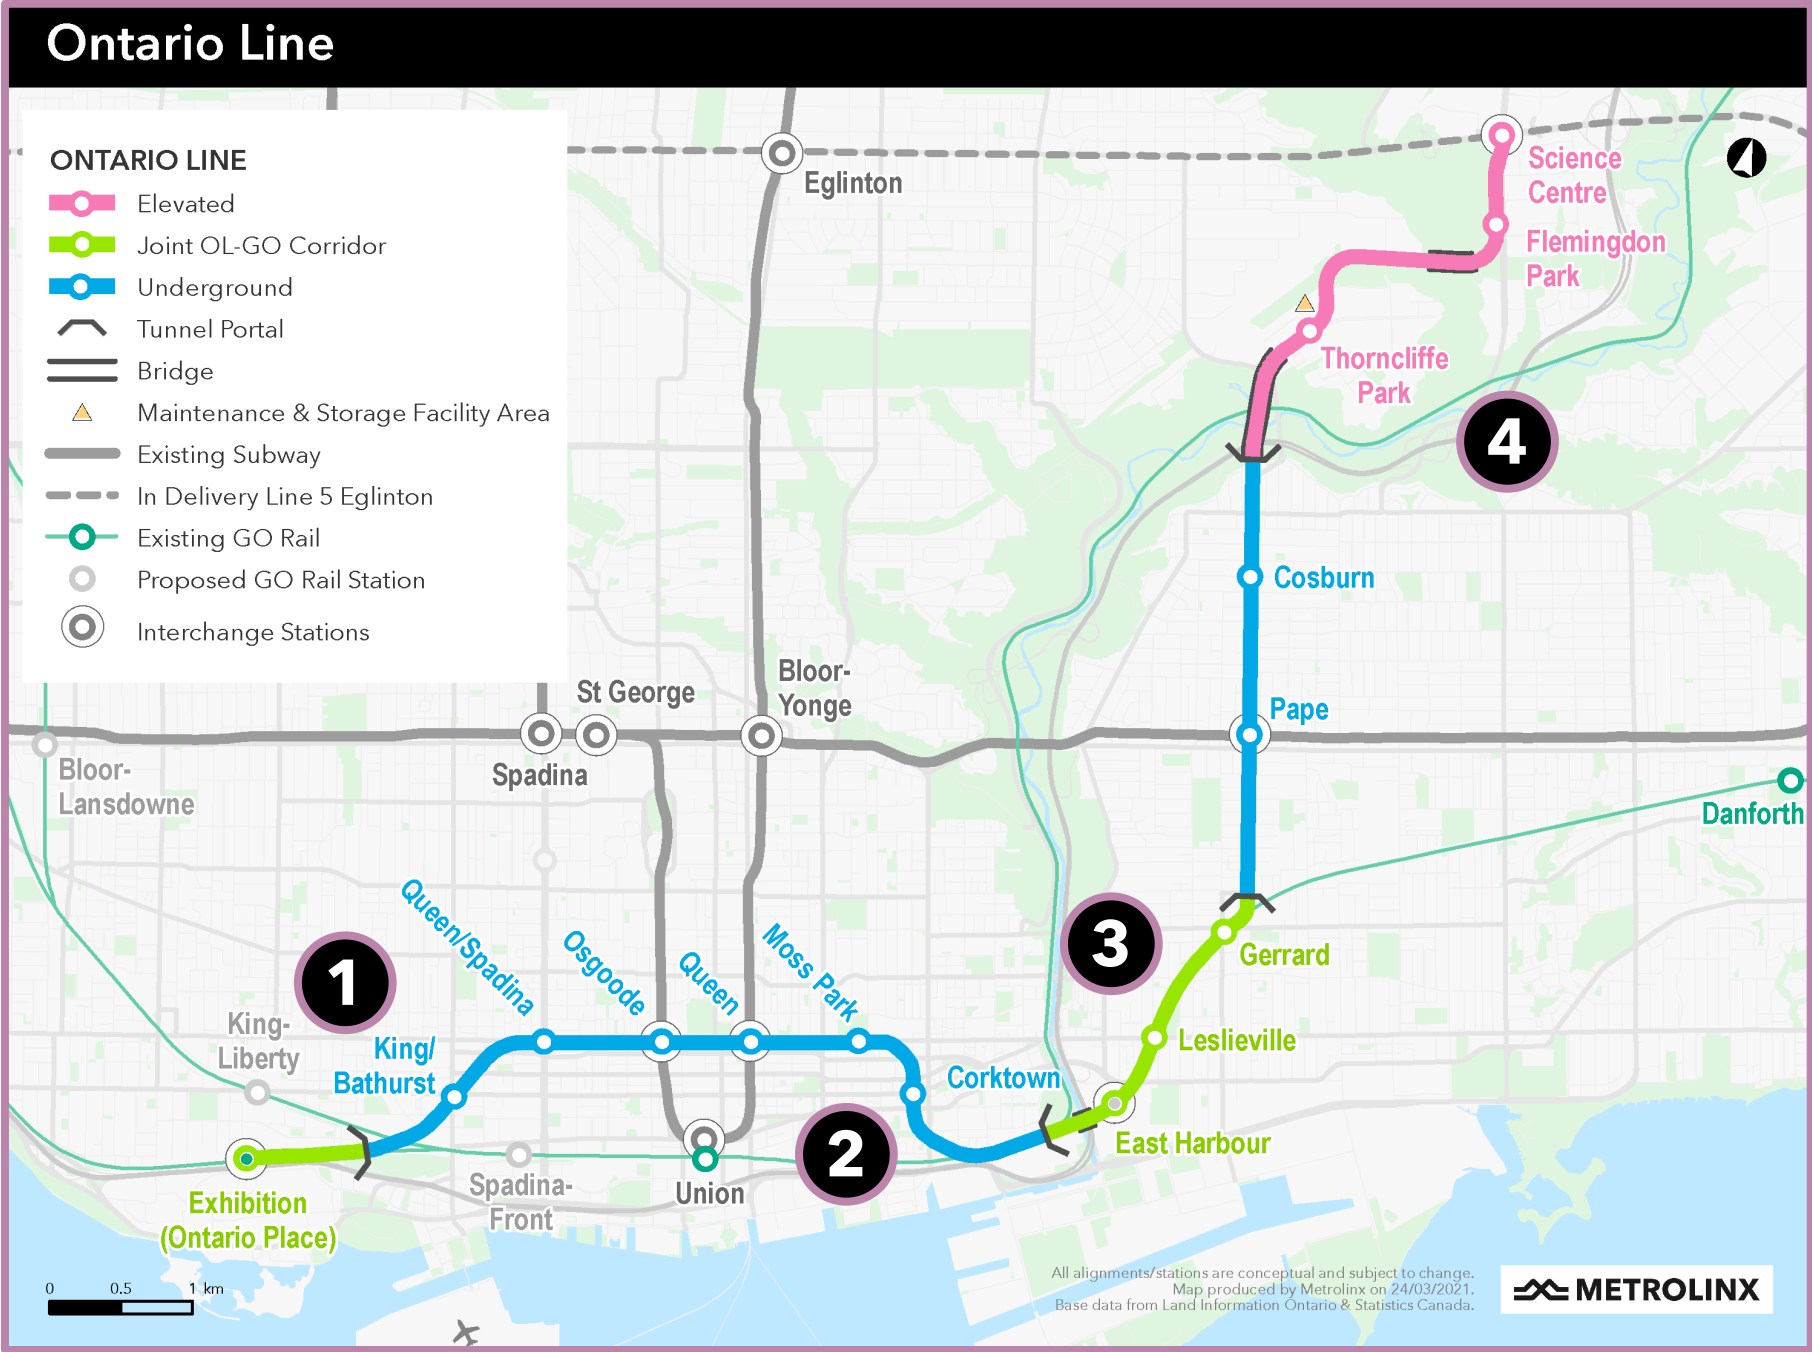 Ontario Line
ONTARIO LINE
Elevated
Joint OL-GO Corridor
Underground
Tunnel Portal
Bridge
Maintenance & Storage Facility Area
Existing Subway
In Delivery Line 5 Eglinton
Existing GO Rail
Proposed GO Rail Station
Interchange Stations
Eglinton
Science
Centre
Flemingdon
Park
Thorncliffe
Park
4
Cosburn
Pape
St George
Bloor-
Yonge
Spadina
Bloor-
Lansdowne
Danforth
Queen/Spadina
Osgoode
Queen
Moss Park
3
Gerrard
1
King-
Liberty
King/
Bathurst
Leslieville
Corktown
East Harbour
2
Exhibition
(Ontario Place)
Spadina-
Front
Union
0 0.5 1 km
All alignments/stations are conceptual and subject to change.
Map produced by Metrolinx on 24/03/2021.
Base data from Land Information Ontario & Statistics Canada.
METROLINX